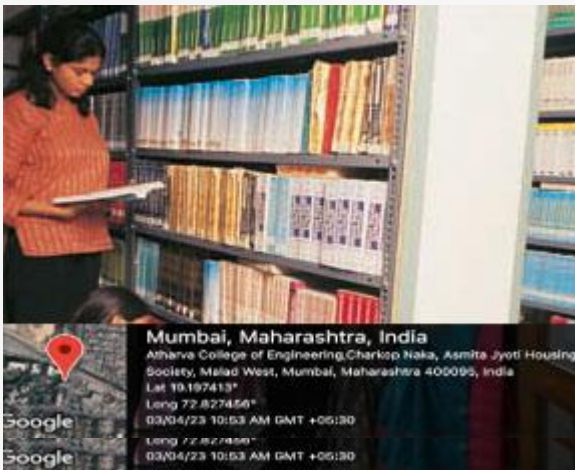 Mumbai, Maharashtra, India
Atharva College of Engineering,Charkop Naka, Asmita Jyoti Housing
Society, Malad West, Mumbai, Maharashtra 400095, India
Lat 19.197413°
Long 72.827456°
03/04/23 10:53 AM GMT +05:30
Google
Long 72.827456°
03/04/23 10:53 AM GMT +05:30
Google